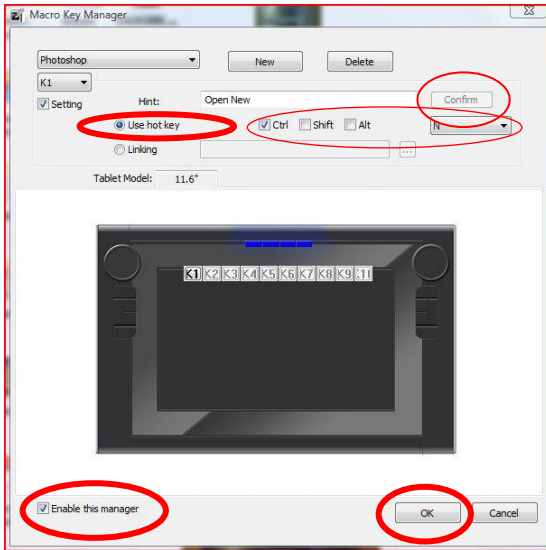 Macro Key Manager
Photoshop New Delete
K1
Setting Hint: Open New Confirm
Use hot key Ctrl Shift Alt N
Linking ...
Tablet Model: 11.6"
K1 K2 K3 K4 K5 K6 K7 K8 K9
Enable this manager OK Cancel